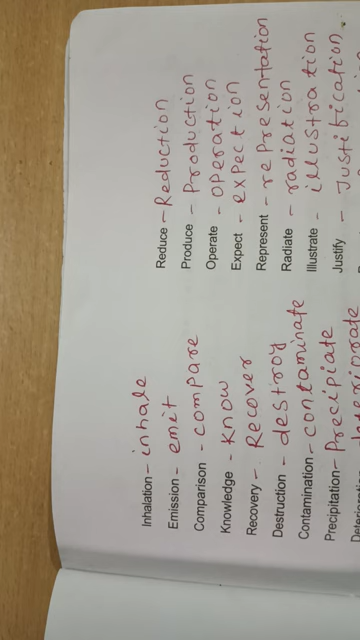 Inhalation - inhale
Emission - emit
Comparison - compare
Knowledge - Know
Recovery - Recover
Destruction - destroy
Contamination - contaminate
Precipitation - Precipiate
Reduce - Reduction
Produce - Production
Operate - operation
Expect - expection
Represent - representation
Radiate - radiation
Illustrate - illustration
Justify - Justification